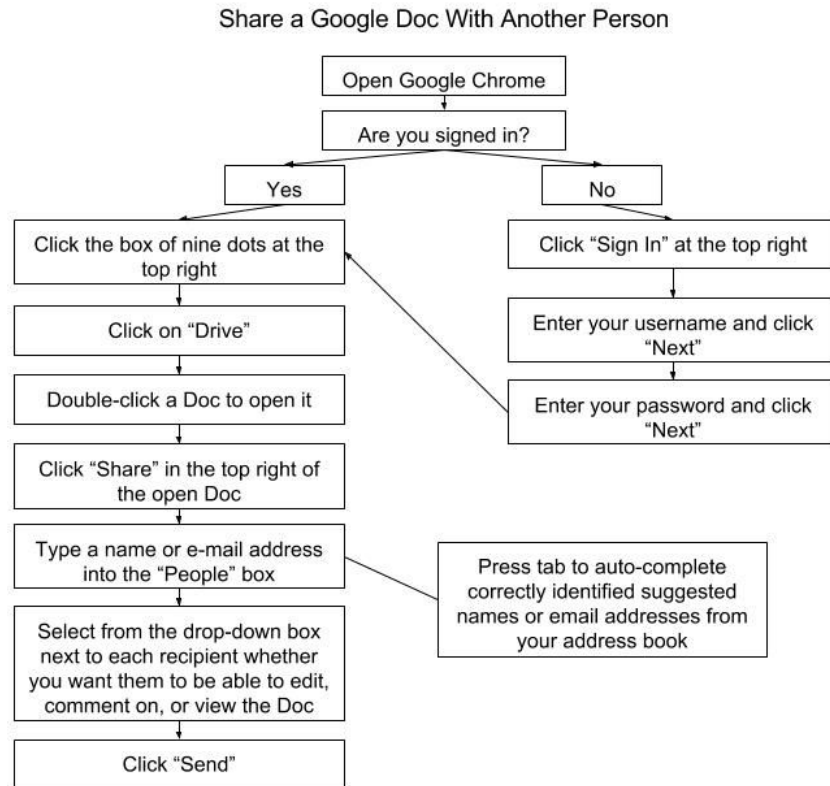 Share a Google Doc With Another Person
Open Google Chrome
Are you signed in?
Yes
No
Click the box of nine dots at the
top right
Click “Sign In” at the top right
Click on “Drive”
Enter your username and click
“Next”
Double-click a Doc to open it
Enter your password and click
“Next”
Click “Share” in the top right of
the open Doc
Type a name or e-mail address
into the “People” box
Press tab to auto-complete
correctly identified suggested
names or email addresses from
your address book
Select from the drop-down box
next to each recipient whether
you want them to be able to edit,
comment on, or view the Doc
Click “Send”